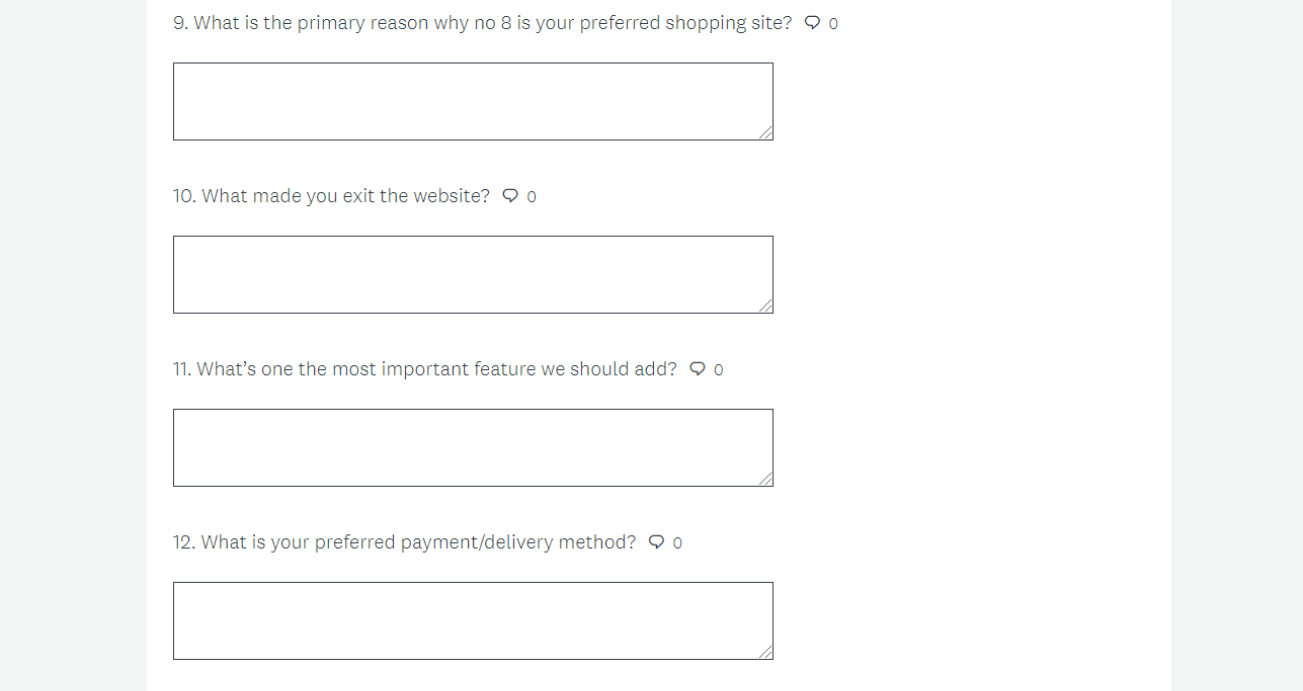 9. What is the primary reason why no 8 is your preferred shopping site? 0
10. What made you exit the website? 0
11. What’s one the most important feature we should add? 0
12. What is your preferred payment/delivery method? 0